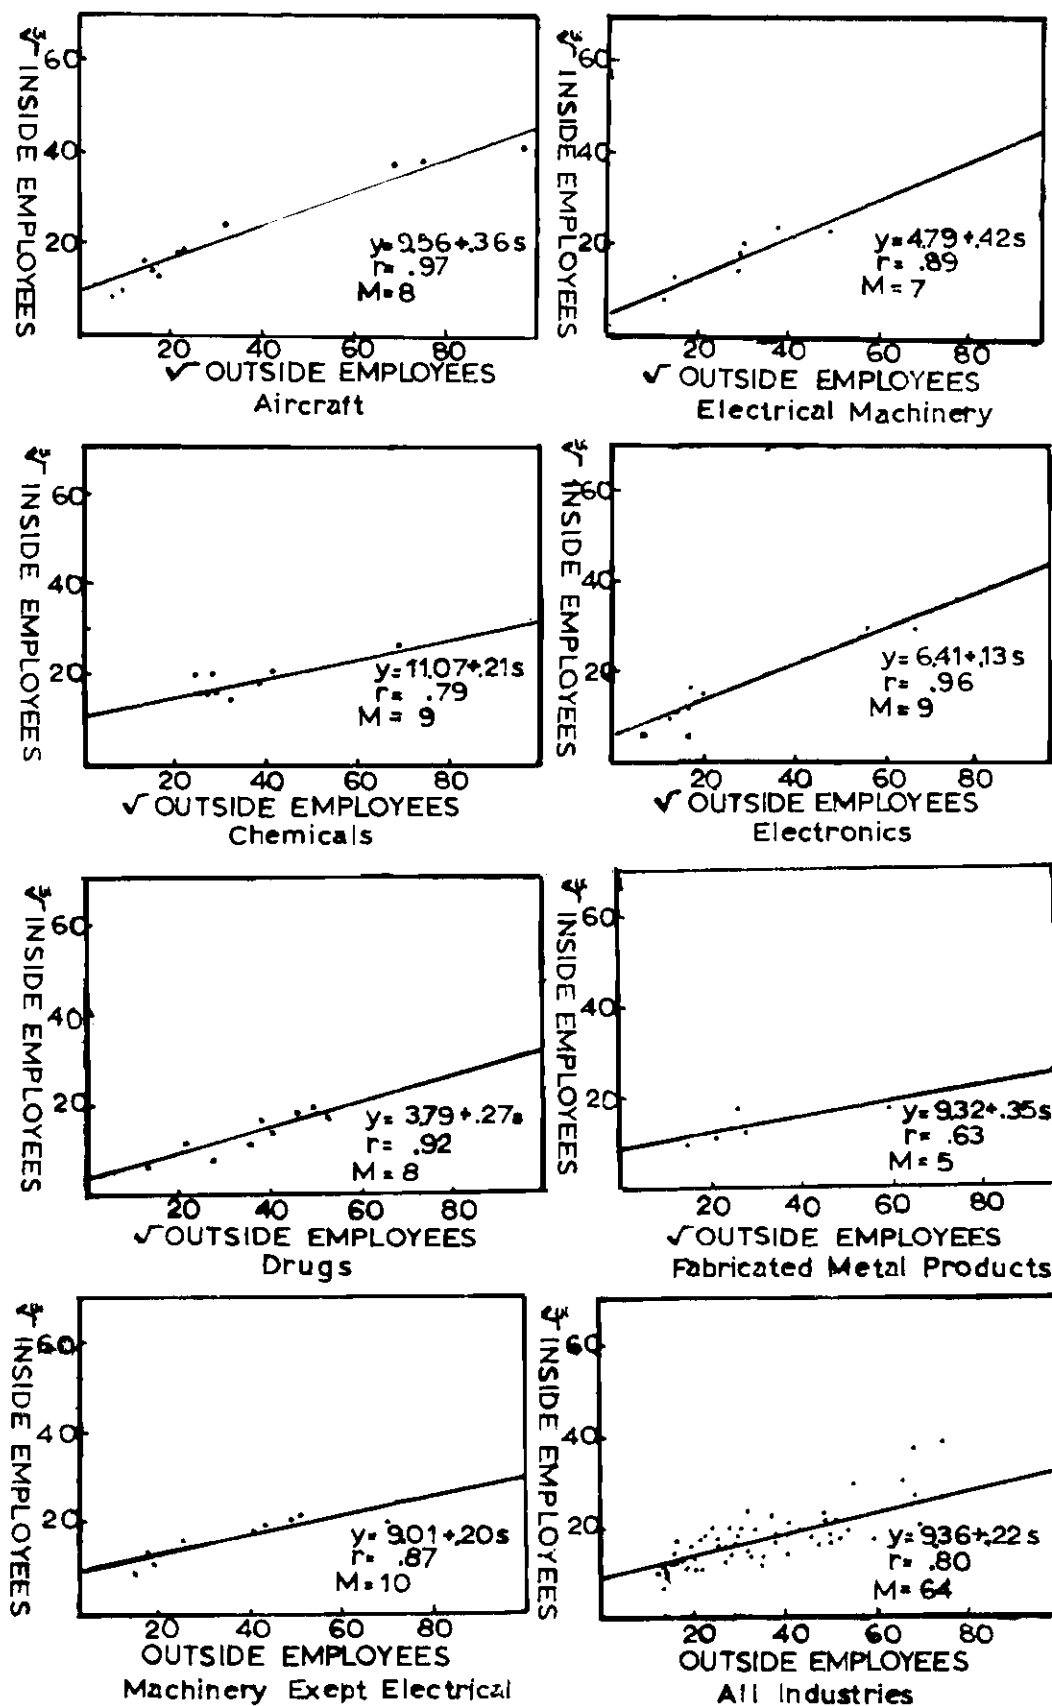 ∛ INSIDE EMPLOYEES
60
40
20
y=9.56+.36s
r= .97
M=8
20 40 60 80
√ OUTSIDE EMPLOYEES
Aircraft
∛ INSIDE EMPLOYEES
60
40
20
y=4.79+.42s
r= .89
M=7
20 40 60 80
√ OUTSIDE EMPLOYEES
Electrical Machinery
∛ INSIDE EMPLOYEES
60
40
20
y=11.07+.21s
r= .79
M= 9
20 40 60 80
√ OUTSIDE EMPLOYEES
Chemicals
∛ INSIDE EMPLOYEES
60
40
20
y=6.41+.13s
r= .96
M=9
20 40 60 80
√ OUTSIDE EMPLOYEES
Electronics
∛ INSIDE EMPLOYEES
60
40
20
y= 3.79+.27s
r= .92
M=8
20 40 60 80
√ OUTSIDE EMPLOYEES
Drugs
∛ INSIDE EMPLOYEES
60
40
20
y=9.32+.35s
r= .63
M=5
20 40 60 80
√ OUTSIDE EMPLOYEES
Fabricated Metal Products
∛ INSIDE EMPLOYEES
60
40
20
y=9.01+.20s
r= .87
M=10
20 40 60 80
OUTSIDE EMPLOYEES
Machinery Exept Electrical
∛ INSIDE EMPLOYEES
60
40
20
y=9.36+.22s
r= .80
M=64
20 40 60 80
OUTSIDE EMPLOYEES
All Industries